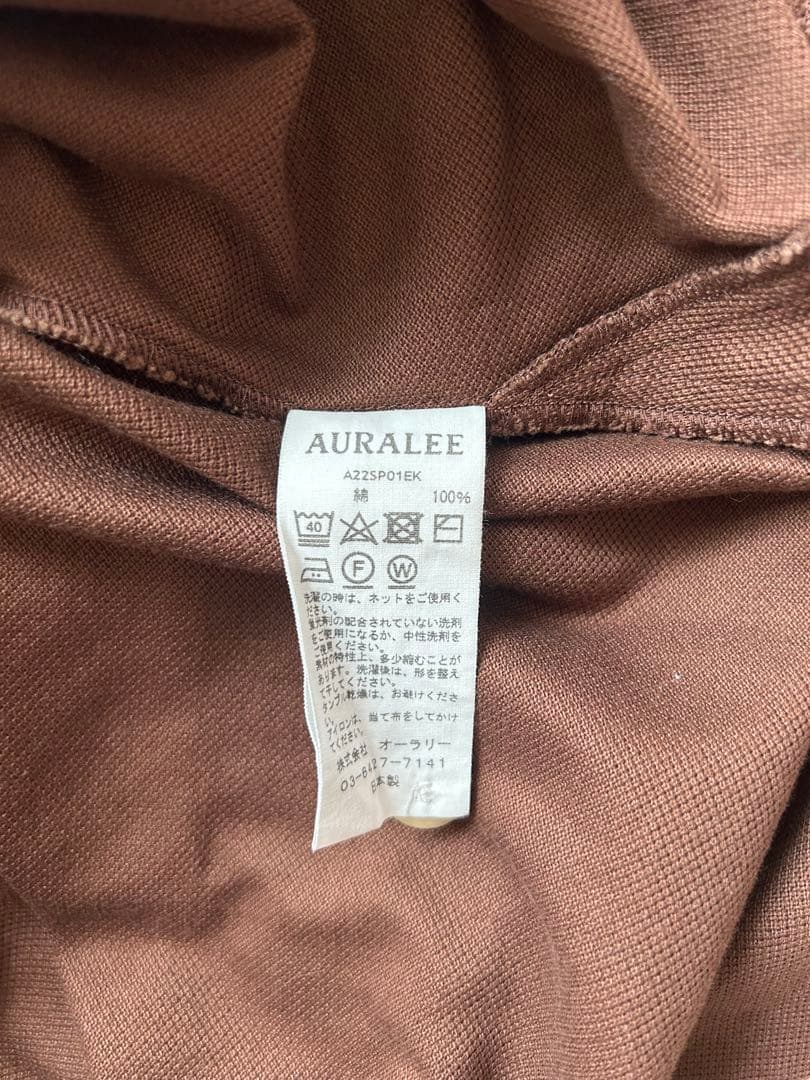 AURALEE
A22SP01EK
綿 100%
40
F W
洗濯の時は、ネットをご使用く
ださい。
蛍光剤の配合されていない洗剤
をご使用になるか、中性洗剤を
ご使用ください。
素材の特性上、多少縮むことが
あります。洗濯後は、形を整え
て干してください。
タンブル乾燥は、お避けくださ
い。
アイロンは、当て布をしてかけ
てください。
株式会社 オーラリー
03-6427-7141
日本製